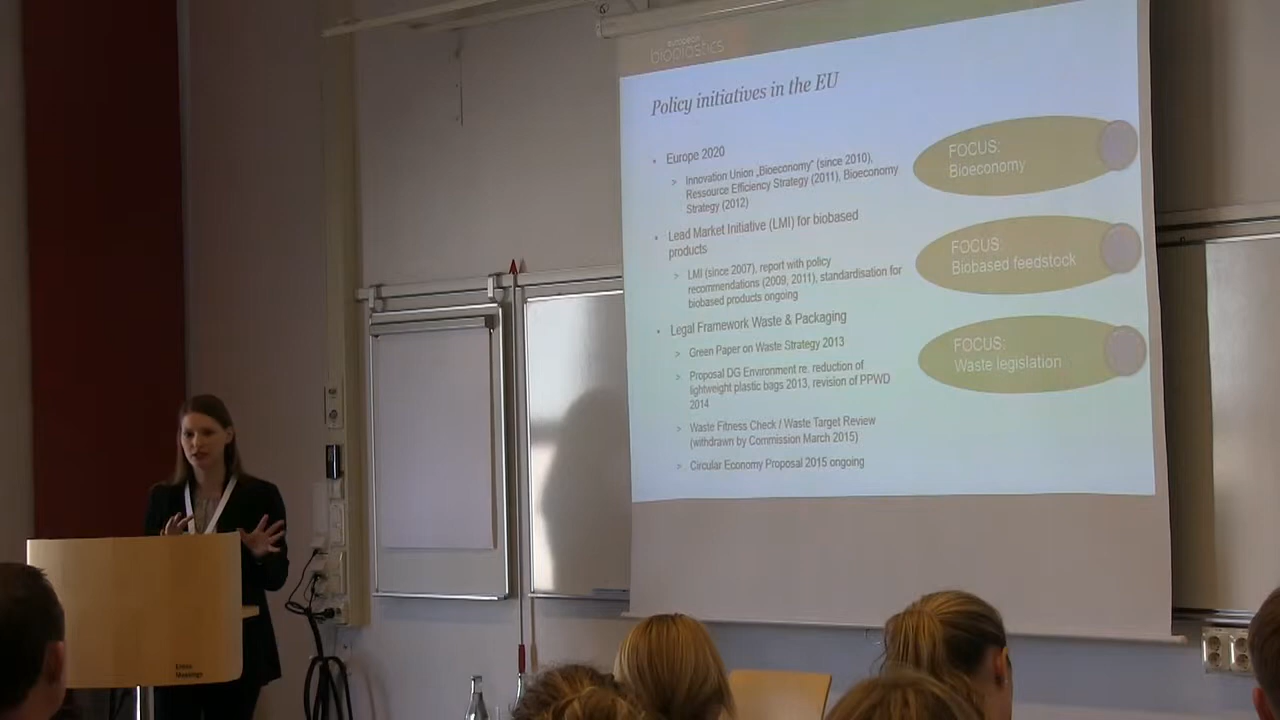 european
bioplastics
Policy initiatives in the EU
• Europe 2020
> Innovation Union „Bioeconomy“ (since 2010),
Ressource Efficiency Strategy (2011), Bioeconomy
Strategy (2012)
• Lead Market Initiative (LMI) for biobased
products
> LMI (since 2007), report with policy
recommendations (2009, 2011), standardisation for
biobased products ongoing
• Legal Framework Waste & Packaging
> Green Paper on Waste Strategy 2013
> Proposal DG Environment re. reduction of
lightweight plastic bags 2013, revision of PPWD
2014
> Waste Fitness Check / Waste Target Review
(withdrawn by Commission March 2015)
> Circular Economy Proposal 2015 ongoing
FOCUS:
Bioeconomy
FOCUS:
Biobased feedstock
FOCUS:
Waste legislation
Meetings